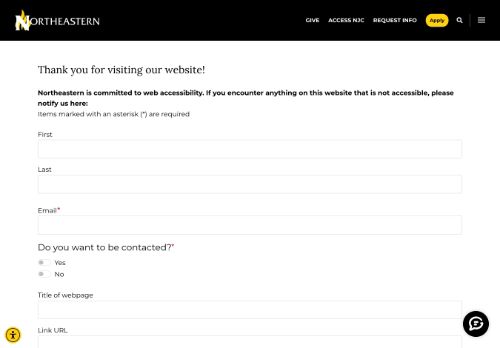 NORTHEASTERN
GIVE ACCESS NJC REQUEST INFO Apply
Thank you for visiting our website!
Northeastern is committed to web accessibility. If you encounter anything on this website that is not accessible, please
notify us here:
Items marked with an asterisk (*) are required
First
Last
Email*
Do you want to be contacted?*
Yes
No
Title of webpage
Link URL